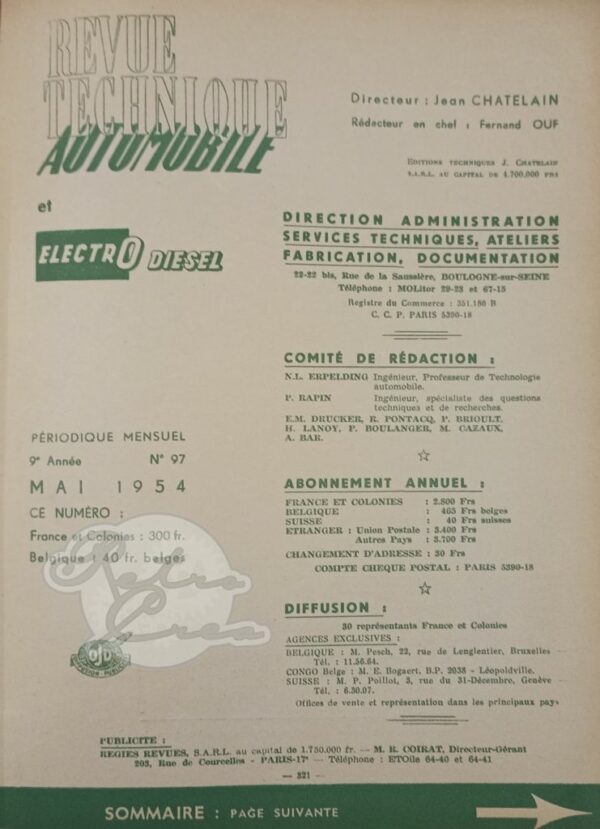 REVUE
TECHNIQUE
AUTOMOBILE
et
ELECTRO DIESEL
Directeur : Jean CHATELAIN
Rédacteur en chef : Fernand OUF
EDITIONS TECHNIQUES J. CHATELAIN
S.A.R.L. AU CAPITAL DE 4.700.000 FRS
DIRECTION ADMINISTRATION
SERVICES TECHNIQUES, ATELIERS
FABRICATION, DOCUMENTATION
22-22 bis, Rue de la Saussière, BOULOGNE-sur-SEINE
Téléphone : MOLitor 29-23 et 67-15
Registre du Commerce : 351.180 B
C. C. P. PARIS 5390-18
COMITÉ DE RÉDACTION :
N.L. ERPELDING Ingénieur, Professeur de Technologie
automobile.
P. RAPIN Ingénieur, spécialiste des questions
techniques et de recherches.
E.M. DRUCKER, R. PONTACQ, P. BRIOULT,
H. LANOY, P. BOULANGER, M. CAZAUX,
A. BAR.
PÉRIODIQUE MENSUEL
9e Année N° 97
MAI 1954
CE NUMÉRO :
France et Colonies : 300 fr.
Belgique : 40 fr. belges
Retro
Crea
OJD
ABONNEMENT ANNUEL :
FRANCE ET COLONIES : 2.800 Frs
BELGIQUE : 465 Frs belges
SUISSE : 40 Frs suisses
ETRANGER : Union Postale : 3.400 Frs
Autres Pays : 3.700 Frs
CHANGEMENT D'ADRESSE : 30 Frs
COMPTE CHEQUE POSTAL : PARIS 5390-18
DIFFUSION :
30 représentants France et Colonies
AGENCES EXCLUSIVES :
BELGIQUE : M. Pesch, 22, rue de Lenglentier, Bruxelles —
Tél. : 11.56.64.
CONGO Belge : M. E. Bogaert, B.P. 2038 - Léopoldville.
SUISSE : M. P. Poillot, 3, rue du 31-Décembre, Genève -
Tél. : 6.30.07.
Offices de vente et représentation dans les principaux pays
PUBLICITE :
REGIES REVUES, S.A.R.L. au capital de 1.750.000 fr. — M. R. COIRAT, Directeur-Gérant
203, Rue de Courcelles - PARIS-17e — Téléphone : ETOile 64-40 et 64-41
— 321 —
SOMMAIRE : PAGE SUIVANTE